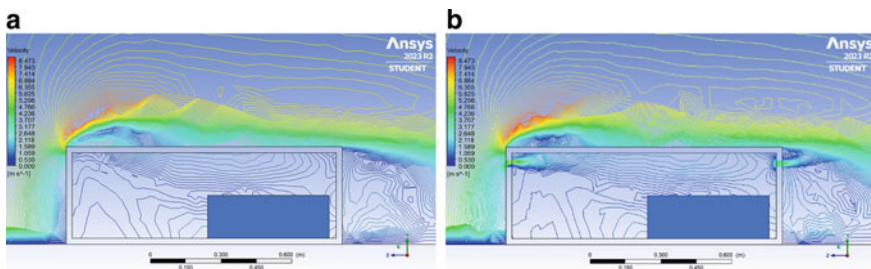 a
Ansys
2023 R2
STUDENT
Velocity
8.473
7.943
7.414
6.884
6.355
5.825
5.296
4.766
4.236
3.707
3.177
2.648
2.118
1.589
1.059
0.530
0.000
[m s^-1]
0 0.300 0.600 (m)
0.150 0.450
Z
b
Ansys
2023 R2
STUDENT
Velocity
8.473
7.943
7.414
6.884
6.355
5.825
5.296
4.766
4.236
3.707
3.177
2.648
2.118
1.589
1.059
0.530
0.000
[m s^-1]
0 0.300 0.600 (m)
0.150 0.450
Z